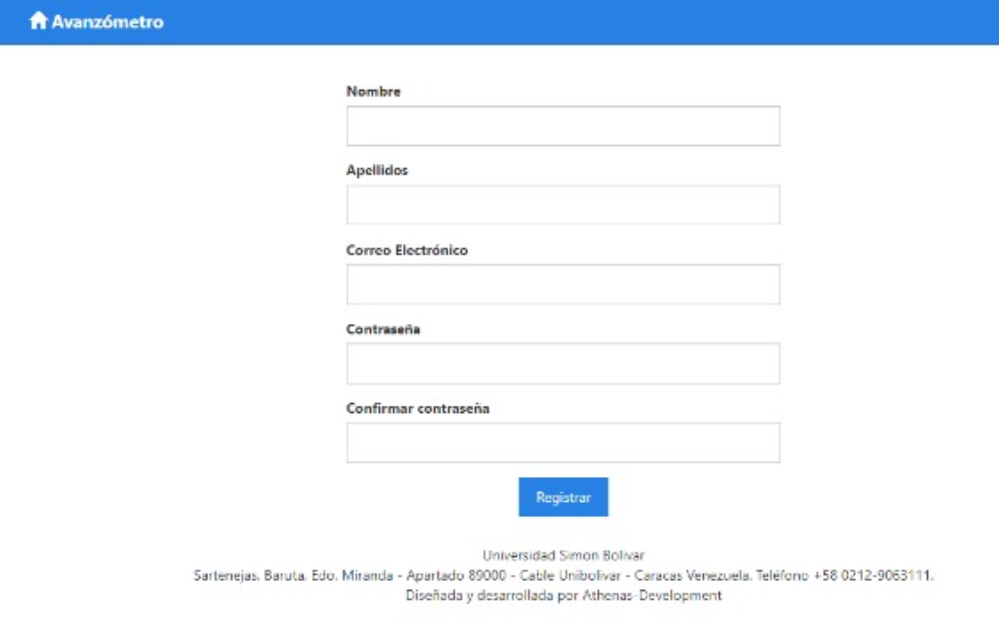 Avanzómetro
Nombre
Apellidos
Correo Electrónico
Contraseña
Confirmar contraseña
Registrar
Universidad Simon Bolivar
Sartenejas, Baruta, Edo. Miranda - Apartado 89000 - Cable Unibolivar - Caracas Venezuela. Teléfono +58 0212-9063111.
Diseñada y desarrollada por Athenas-Development